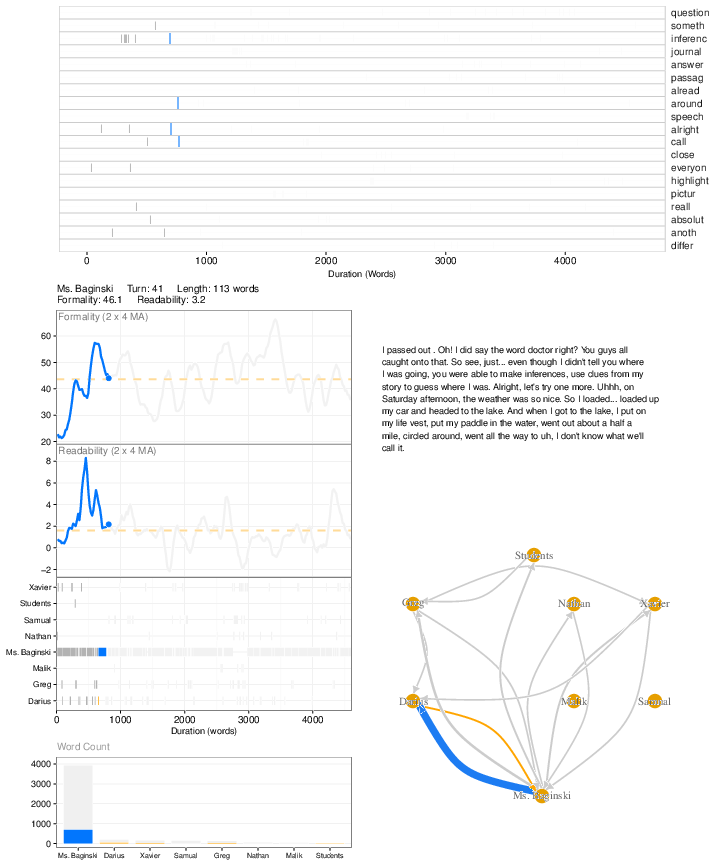 question
someth
inferenc
journal
answer
passag
alread
around
speech
alright
call
close
everyon
highlight
pictur
reall
absolut
anoth
differ
0 1000 2000 3000 4000
Duration (Words)
Ms. Baginski Turn: 41 Length: 113 words
Formality: 46.1 Readability: 3.2
Formality (2 x 4 MA)
60
50
40
30
20
I passed out . Oh! I did say the word doctor right? You guys all
caught onto that. So see, just... even though I didn't tell you where
I was going, you were able to make inferences, use clues from my
story to guess where I was. Alright, let's try one more. Uhhh, on
Saturday afternoon, the weather was so nice. So I loaded... loaded up
my car and headed to the lake. And when I got to the lake, I put on
my life vest, put my paddle in the water, went out about a half a
mile, circled around, went all the way to uh, I don't know what we'll
call it.
Readability (2 x 4 MA)
8
6
4
2
0
−2
Xavier
Students
Samual
Nathan
Ms. Baginski
Malik
Greg
Darius
0 1000 2000 3000 4000
Duration (words)
Students
Greg
Nathan
Xavier
Darius
Malik
Samual
Ms. Baginski
Word Count
4000
3000
2000
1000
0
Ms. Baginski Darius Xavier Samual Greg Nathan Malik Students